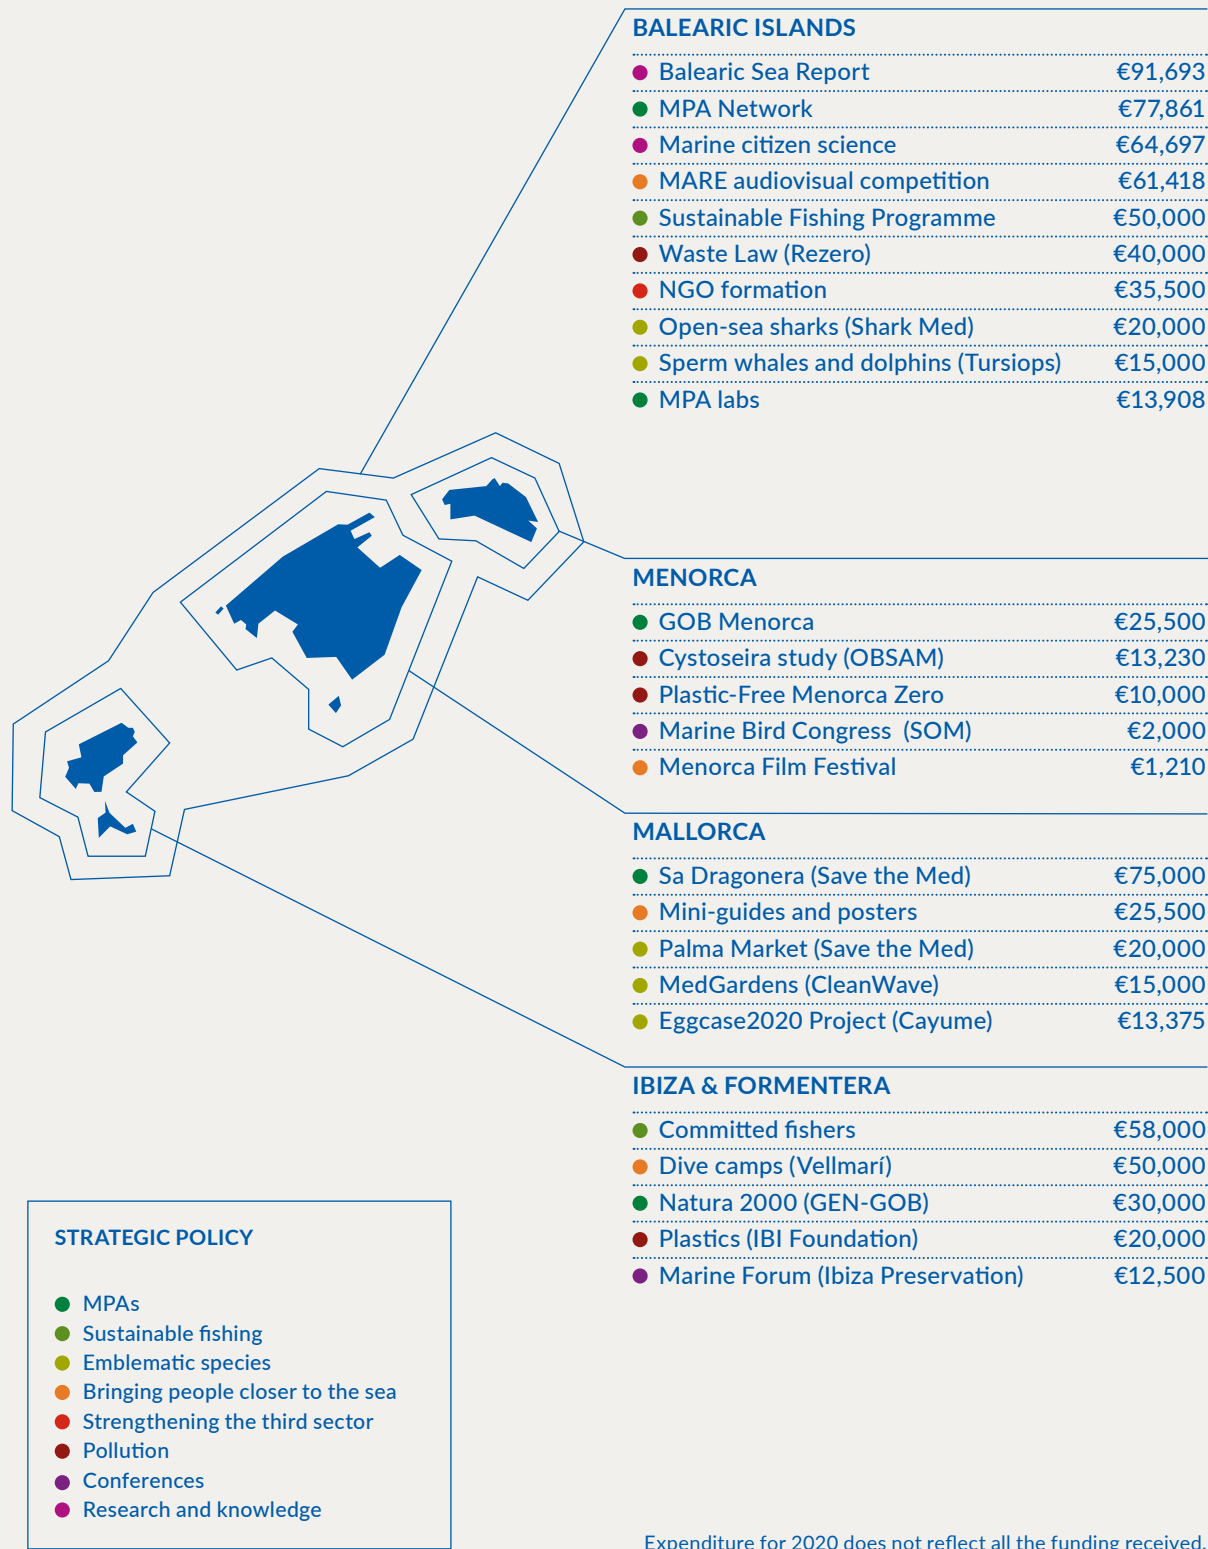 BALEARIC ISLANDS
Balearic Sea Report €91,693
MPA Network €77,861
Marine citizen science €64,697
MARE audiovisual competition €61,418
Sustainable Fishing Programme €50,000
Waste Law (Rezero) €40,000
NGO formation €35,500
Open-sea sharks (Shark Med) €20,000
Sperm whales and dolphins (Tursiops) €15,000
MPA labs €13,908
MENORCA
GOB Menorca €25,500
Cystoseira study (OBSAM) €13,230
Plastic-Free Menorca Zero €10,000
Marine Bird Congress (SOM) €2,000
Menorca Film Festival €1,210
MALLORCA
Sa Dragonera (Save the Med) €75,000
Mini-guides and posters €25,500
Palma Market (Save the Med) €20,000
MedGardens (CleanWave) €15,000
Eggcase2020 Project (Cayume) €13,375
IBIZA & FORMENTERA
Committed fishers €58,000
Dive camps (Vellmarí) €50,000
Natura 2000 (GEN-GOB) €30,000
Plastics (IBI Foundation) €20,000
Marine Forum (Ibiza Preservation) €12,500
STRATEGIC POLICY
MPAs
Sustainable fishing
Emblematic species
Bringing people closer to the sea
Strengthening the third sector
Pollution
Conferences
Research and knowledge
Expenditure for 2020 does not reflect all the funding received.